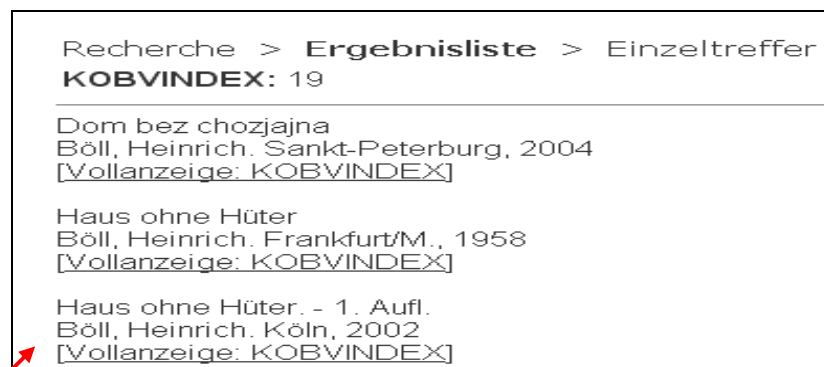 Recherche > Ergebnisliste > Einzeltreffer
KOBVINDEX: 19
Dom bez chozjajna
Böll, Heinrich. Sankt-Peterburg, 2004
[Vollanzeige: KOBVINDEX]
Haus ohne Hüter
Böll, Heinrich. Frankfurt/M., 1958
[Vollanzeige: KOBVINDEX]
Haus ohne Hüter. - 1. Aufl.
Böll, Heinrich. Köln, 2002
[Vollanzeige: KOBVINDEX]